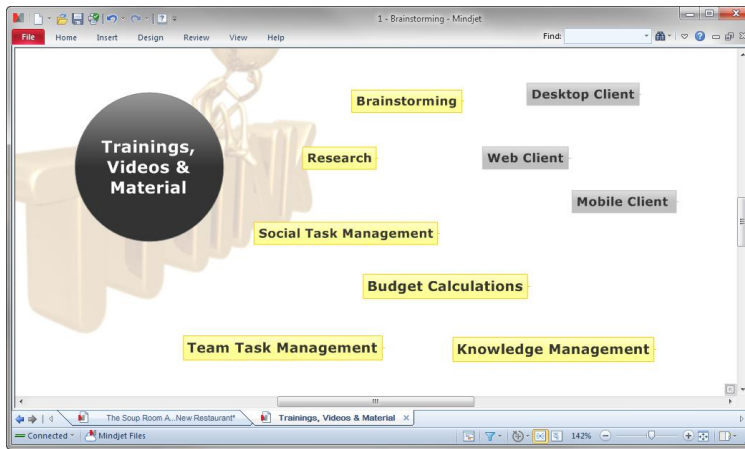 1 - Brainstorming - Mindjet
File Home Insert Design Review View Help Find:
Brainstorming
Desktop Client
Trainings,
Videos &
Material
Research
Web Client
Mobile Client
Social Task Management
Budget Calculations
Team Task Management
Knowledge Management
THINK
The Soup Room A...New Restaurant*
Trainings, Videos & Material
Connected
Mindjet Files
142%